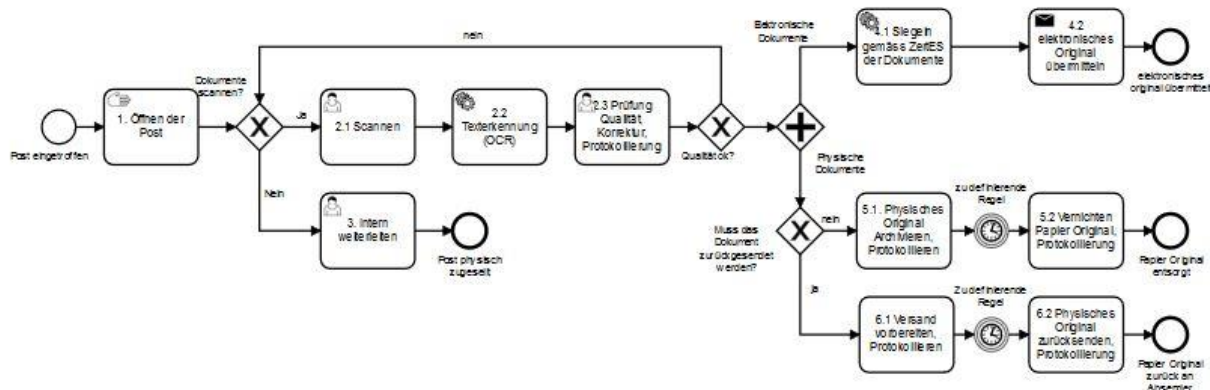 Post eingetroffen
1. Öffnen der
Post
Dokumente
scannen?
nein
Ja
2.1 Scannen
2.2
Texterkennung
(OCR)
2.3 Prüfung
Qualität,
Korrektur,
Protokollierung
Qualität ok?
Nein
3. Intern
weiterleiten
Post physisch
zugestellt
Elektronische
Dokumente
4.1 Siegeln
gemäss ZertES
der Dokumente
4.2
elektronisches
Original
übermitteln
elektronisches
original übermittelt
Physische
Dokumente
Muss das
Dokument
zurückgesendet
werden?
nein
5.1. Physisches
Original
Archivieren,
Protokollieren
zu definierende
Regel
5.2 Vernichten
Papier Original,
Protokollierung
Papier Original
entsorgt
ja
6.1 Versand
vorbereiten,
Protokollieren
Zu definierende
Regel
6.2 Physisches
Original
zurücksenden,
Protokollierung
Papier Original
zurück an
Absender